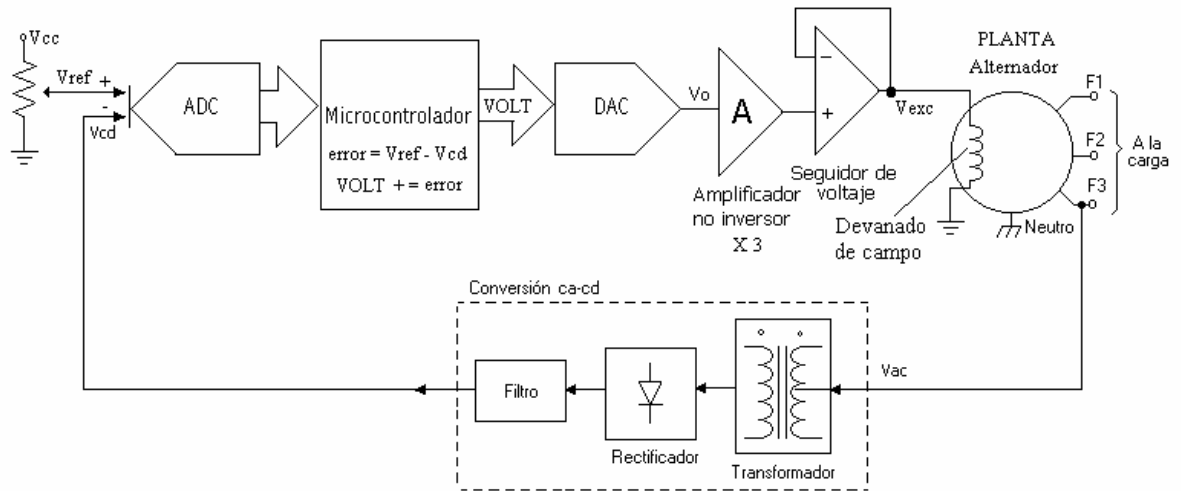 Vcc
Vref +
-
Vcd
ADC
Microcontrolador
error = Vref - Vcd
VOLT += error
VOLT
DAC
Vo
A
Amplificador
no inversor
X 3
-
+
Seguidor de
voltaje
Vexc
PLANTA
Alternador
F1
F2
F3
A la
carga
Neutro
Devanado
de campo
Conversión ca-cd
Filtro
Rectificador
Transformador
Vac